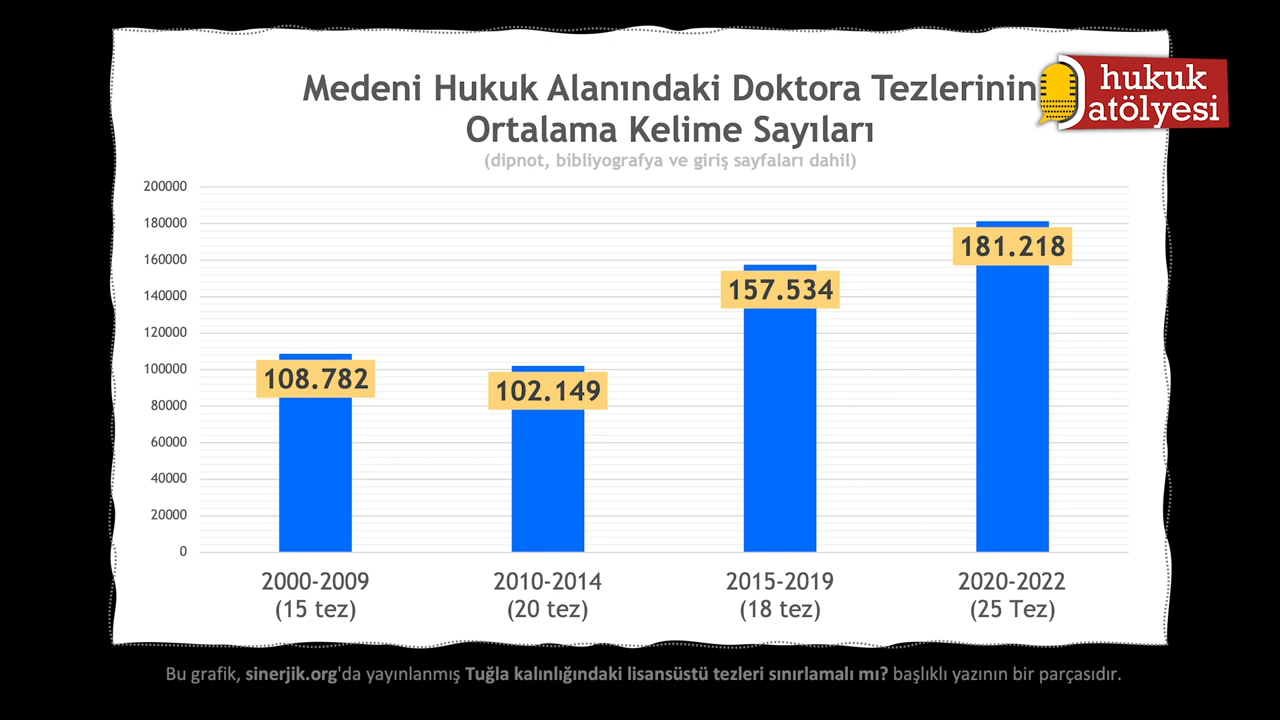 Medeni Hukuk Alanındaki Doktora Tezlerinin
Ortalama Kelime Sayıları
(dipnot, bibliyografya ve giriş sayfaları dahil)
hukuk
atölyesi
200000
180000
160000
140000
120000
100000
80000
60000
40000
20000
0
108.782
102.149
157.534
181.218
2000-2009
(15 tez)
2010-2014
(20 tez)
2015-2019
(18 tez)
2020-2022
(25 Tez)
Bu grafik, sinerjik.org'da yayınlanmış Tuğla kalınlığındaki lisansüstü tezleri sınırlamalı mı? başlıklı yazının bir parçasıdır.